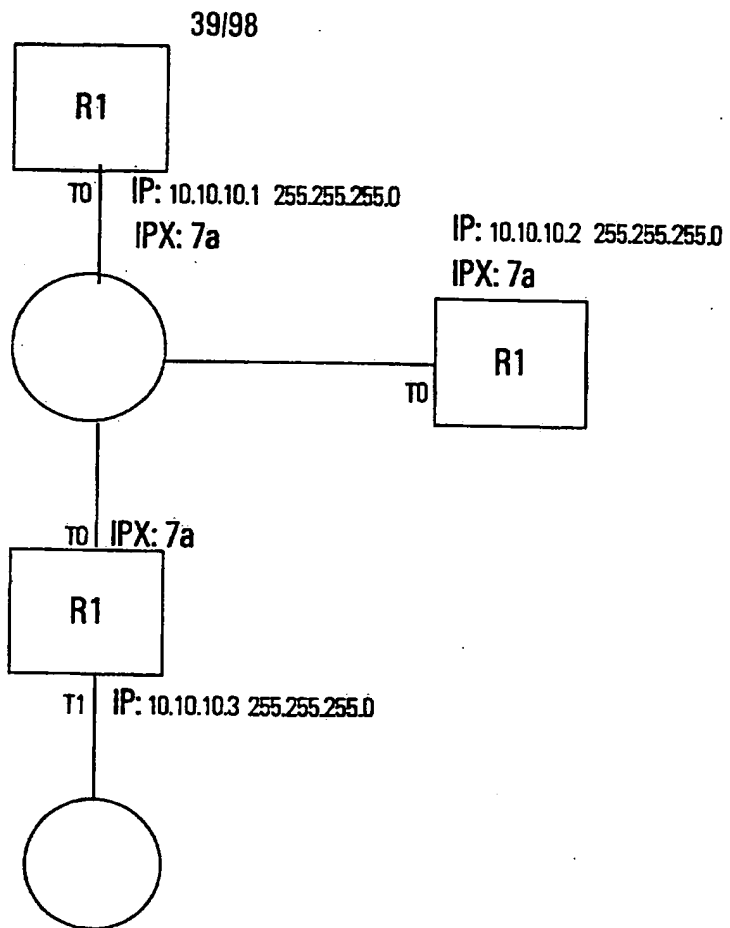 39/98
R1
T0 IP: 10.10.10.1 255.255.255.0
IPX: 7a
IP: 10.10.10.2 255.255.255.0
IPX: 7a
R1
T0
T0 IPX: 7a
R1
T1 IP: 10.10.10.3 255.255.255.0